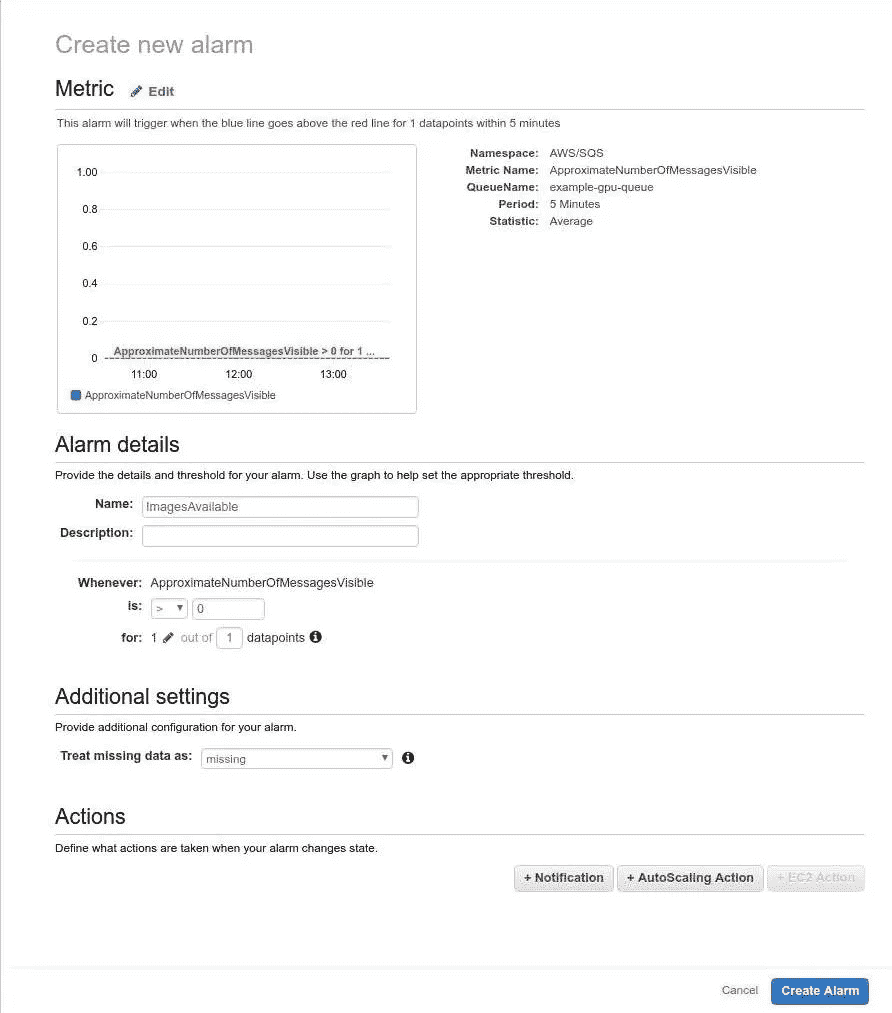 Create new alarm
Metric Edit
This alarm will trigger when the blue line goes above the red line for 1 datapoints within 5 minutes
1.00
0.8
0.6
0.4
0.2
0
ApproximateNumberOfMessagesVisible > 0 for 1 ...
11:00 12:00 13:00
ApproximateNumberOfMessagesVisible
Namespace: AWS/SQS
Metric Name: ApproximateNumberOfMessagesVisible
QueueName: example-gpu-queue
Period: 5 Minutes
Statistic: Average
Alarm details
Provide the details and threshold for your alarm. Use the graph to help set the appropriate threshold.
Name: ImagesAvailable
Description:
Whenever: ApproximateNumberOfMessagesVisible
is: > 0
for: 1 out of 1 datapoints
Additional settings
Provide additional configuration for your alarm.
Treat missing data as: missing
Actions
Define what actions are taken when your alarm changes state.
+ Notification + AutoScaling Action + EC2 Action
Cancel Create Alarm